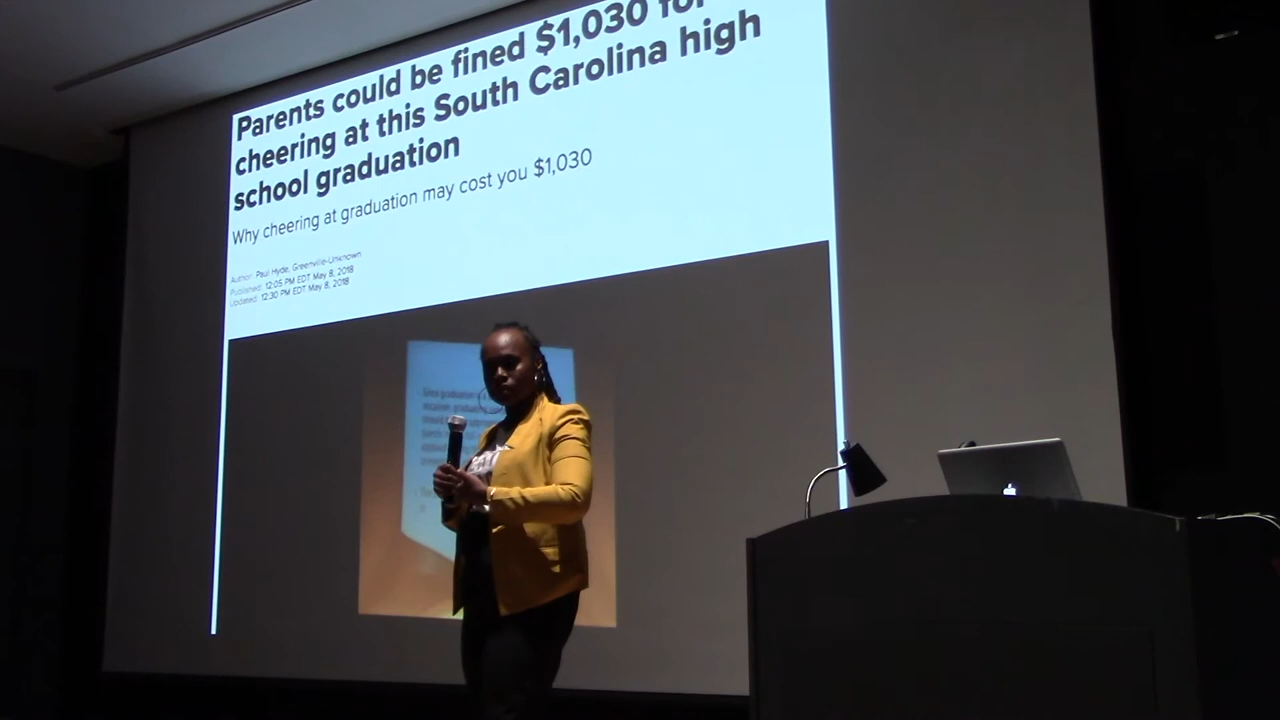 Parents could be fined $1,030 for
cheering at this South Carolina high
school graduation
Why cheering at graduation may cost you $1,030
Author: Paul Hyde, Greenville-Unknown
Published: 12:05 PM EDT May 8, 2018
Updated: 12:30 PM EDT May 8, 2018